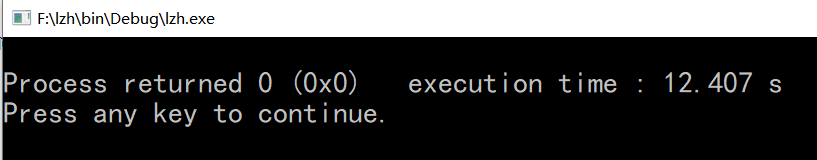 F:\lzh\bin\Debug\lzh.exe
Process returned 0 (0x0)   execution time : 12.407 s
Press any key to continue.